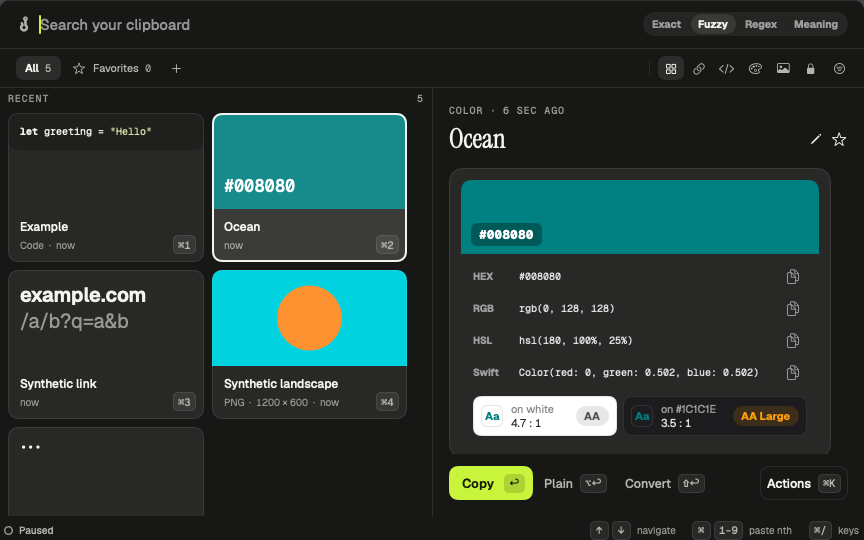 Search your clipboard
Exact Fuzzy Regex Meaning
All 5 Favorites 0 +
RECENT 5
let greeting = "Hello"
Example
Code · now ⌘1
#008080
Ocean
now ⌘2
example.com
/a/b?q=a&b
Synthetic link
now ⌘3
Synthetic landscape
PNG · 1200×600 · now ⌘4
...
COLOR · 6 SEC AGO
Ocean
#008080
HEX #008080
RGB rgb(0, 128, 128)
HSL hsl(180, 100%, 25%)
Swift Color(red: 0, green: 0.502, blue: 0.502)
Aa on white 4.7 : 1 AA
Aa on #1C1C1E 3.5 : 1 AA Large
Copy ↩ Plain ⌥↩ Convert ⇧↩ Actions ⌘K
Paused ↑ ↓ navigate ⌘ 1–9 paste nth ⌘/ keys